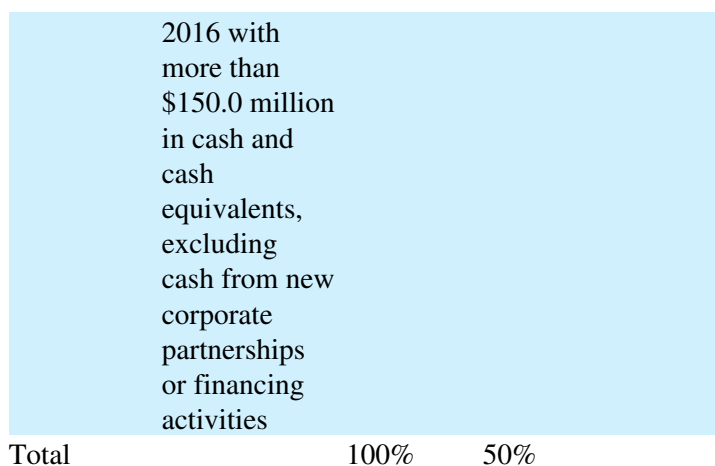 2016 with
more than
$150.0 million
in cash and
cash
equivalents,
excluding
cash from new
corporate
partnerships
or financing
activities
Total 100% 50%